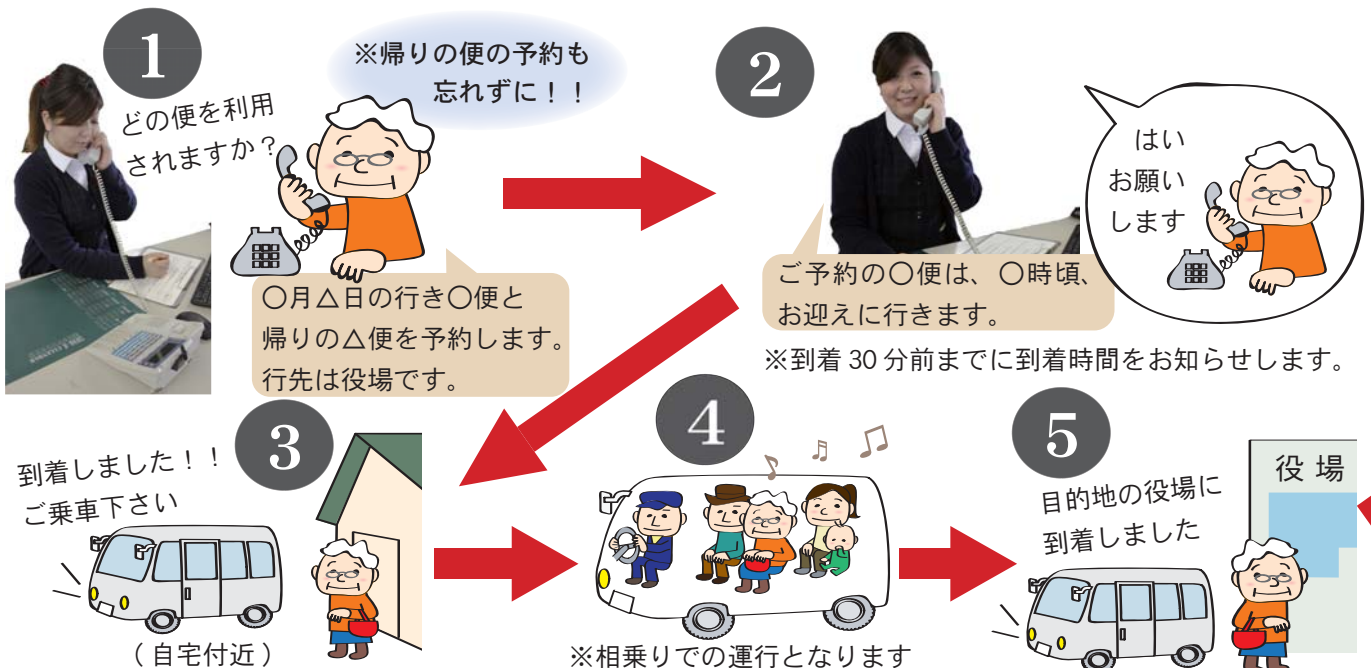 1
どの便を利用
されますか？
※帰りの便の予約も
忘れずに！！
〇月△日の行き〇便と
帰りの△便を予約します。
行先は役場です。
2
はい
お願い
します
ご予約の〇便は、〇時頃、
お迎えに行きます。
※到着 30 分前までに到着時間をお知らせします。
3
到着しました！！
ご乗車下さい
（自宅付近）
4
※相乗りでの運行となります
5
目的地の役場に
到着しました
役場